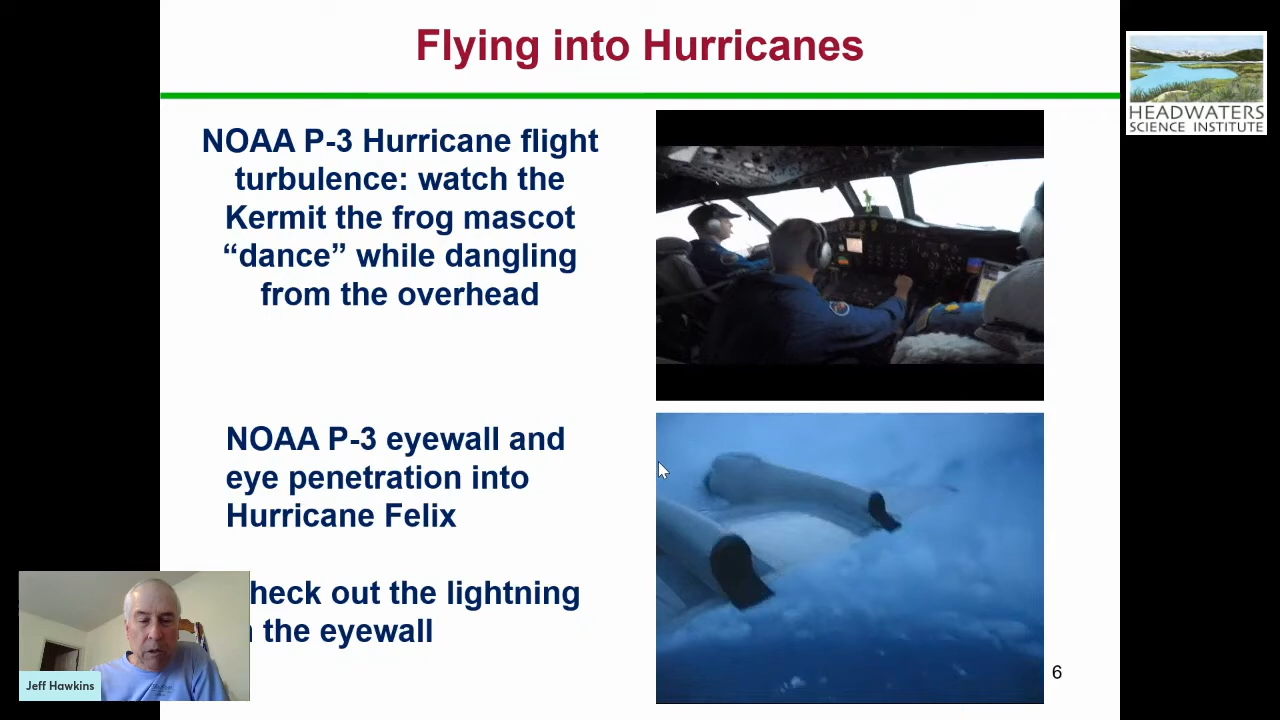 Flying into Hurricanes
HEADWATERS
SCIENCE INSTITUTE
NOAA P-3 Hurricane flight
turbulence: watch the
Kermit the frog mascot
“dance” while dangling
from the overhead
NOAA P-3 eyewall and
eye penetration into
Hurricane Felix
heck out the lightning
the eyewall
Jeff Hawkins
6